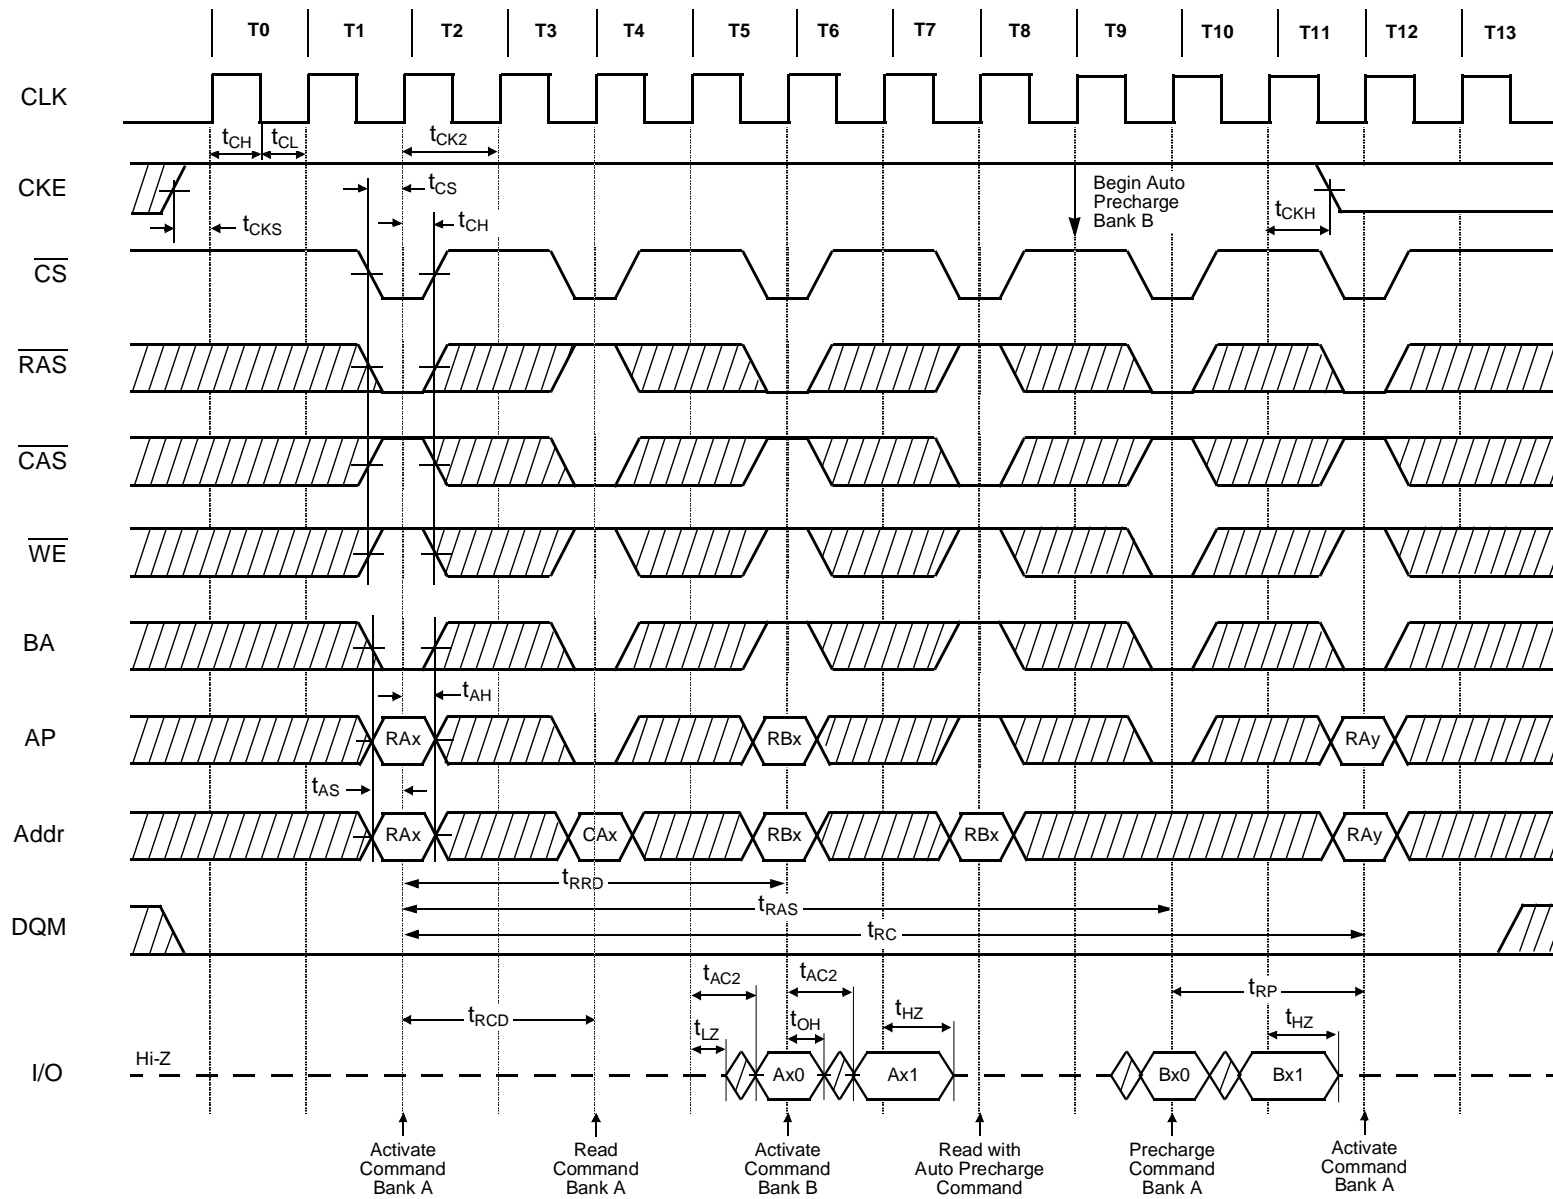 T0 T1 T2 T3 T4 T5 T6 T7 T8 T9 T10 T11 T12 T13
CLK
tCH tCL tCK2
CKE
tCS
Begin Auto
Precharge
Bank B
tCKH
tCKS
tCH
CS
RAS
CAS
WE
BA
tAH
AP
RAx RBx RAy
tAS
Addr
RAx CAx RBx RBx RAy
tRRD
tRAS
DQM
tRC
tAC2 tAC2
tRP
tRCD
tLZ tOH tHZ tHZ
Hi-Z
I/O
Ax0 Ax1 Bx0 Bx1
Activate
Command
Bank A
Read
Command
Bank A
Activate
Command
Bank B
Read with
Auto Precharge
Command
Precharge
Command
Bank A
Activate
Command
Bank A